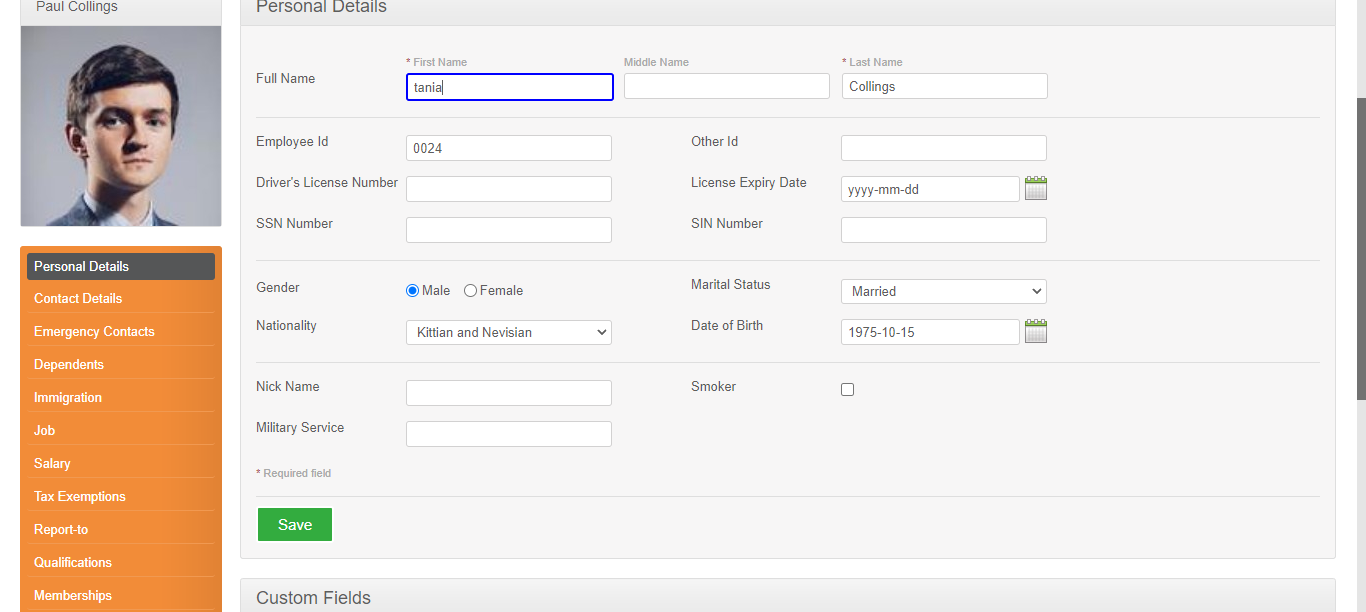 Paul Collings
Personal Details
Contact Details
Emergency Contacts
Dependents
Immigration
Job
Salary
Tax Exemptions
Report-to
Qualifications
Memberships
Personal Details
* First Name Middle Name * Last Name
Full Name tania Collings
Employee Id 0024 Other Id
Driver's License Number License Expiry Date yyyy-mm-dd
SSN Number SIN Number
Gender Male Female Marital Status Married
Nationality Kittian and Nevisian Date of Birth 1975-10-15
Nick Name Smoker
Military Service
* Required field
Save
Custom Fields